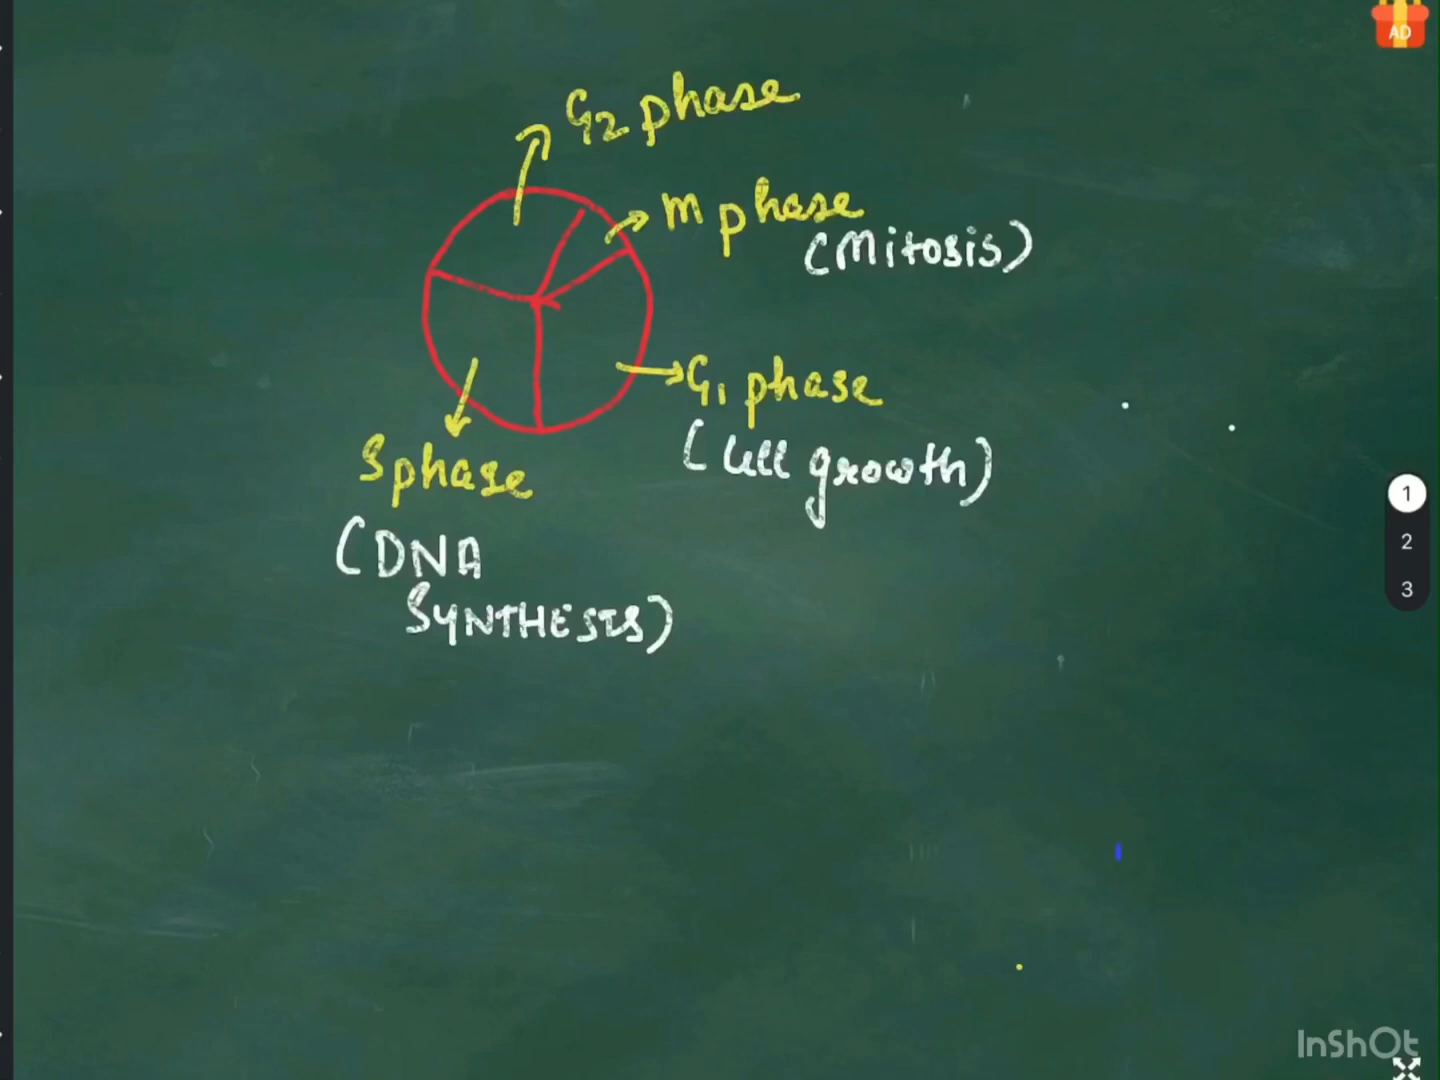 AD
G2 phase
M phase
(Mitosis)
G1 phase
(Cell growth)
S phase
(DNA
SYNTHESIS)
1
2
3
InShOt